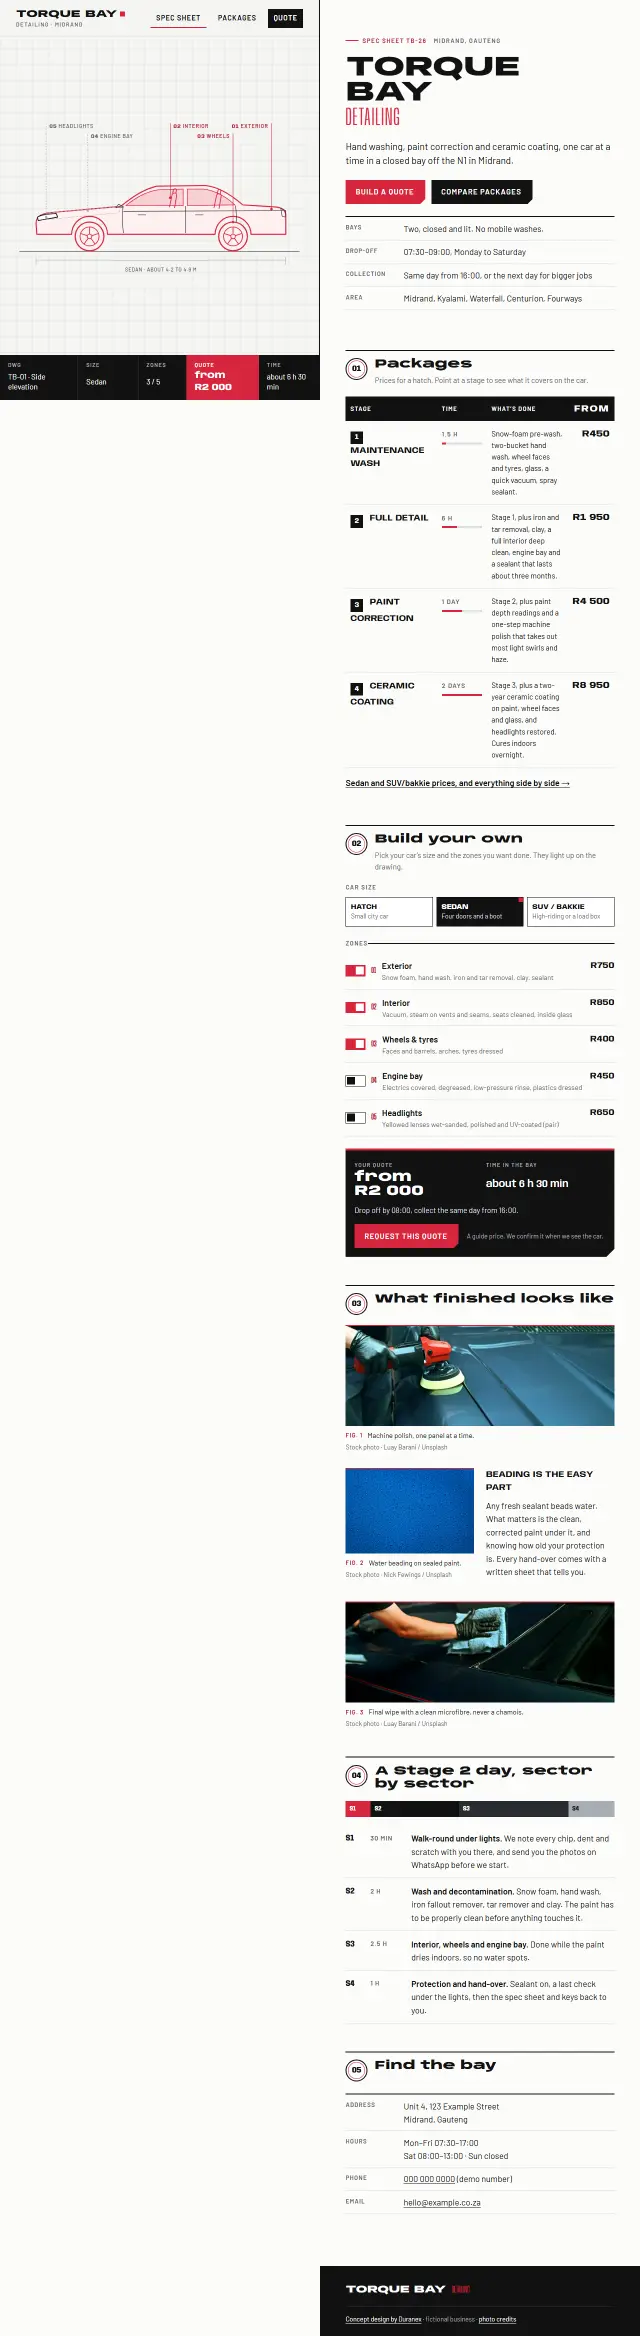 TORQUE BAY
DETAILING · MIDRAND
SPEC SHEET
PACKAGES
QUOTE
05 HEADLIGHTS
02 INTERIOR
01 EXTERIOR
04 ENGINE BAY
03 WHEELS
SEDAN · ABOUT 4.2 TO 4.9 M
DWG
TB-01 · Side elevation
SIZE
Sedan
ZONES
3 / 5
QUOTE
from
R2 000
TIME
about 6 h 30 min
SPEC SHEET TB-26 MIDRAND, GAUTENG
TORQUE
BAY
DETAILING
Hand washing, paint correction and ceramic coating, one car at a
time in a closed bay off the N1 in Midrand.
BUILD A QUOTE
COMPARE PACKAGES
BAYS
Two, closed and lit. No mobile washes.
DROP-OFF
07:30–09:00, Monday to Saturday
COLLECTION
Same day from 16:00, or the next day for bigger jobs
AREA
Midrand, Kyalami, Waterfall, Centurion, Fourways
01 Packages
Prices for a hatch. Point at a stage to see what it covers on the car.
STAGE TIME WHAT'S DONE FROM
1 MAINTENANCE WASH
1.5 H
Snow-foam pre-wash,
two-bucket hand
wash, wheel faces
and tyres, glass, a
quick vacuum, spray
sealant.
R450
2 FULL DETAIL
6 H
Stage 1, plus iron and
tar removal, clay, a
full interior deep
clean, engine bay and
a sealant that lasts
about three months.
R1 950
3 PAINT CORRECTION
1 DAY
Stage 2, plus paint
depth readings and a
one-step machine
polish that takes out
most light swirls and
haze.
R4 500
4 CERAMIC COATING
2 DAYS
Stage 3, plus a two-
year ceramic coating
on paint, wheel faces
and glass, and
headlights restored.
Cures indoors
overnight.
R8 950
Sedan and SUV/bakkie prices, and everything side by side →
02 Build your own
Pick your car's size and the zones you want done. They light up on the
drawing.
CAR SIZE
HATCH
Small city car
SEDAN
Four doors and a boot
SUV / BAKKIE
High-riding or a load box
ZONES
01 Exterior R750
Snow foam, hand wash, iron and tar removal, clay, sealant
02 Interior R850
Vacuum, steam on vents and seams, seats cleaned, inside glass
03 Wheels & tyres R400
Faces and barrels, arches, tyres dressed
04 Engine bay R450
Electrics covered, degreased, low-pressure rinse, plastics dressed
05 Headlights R650
Yellowed lenses wet-sanded, polished and UV-coated (pair)
YOUR QUOTE
from
R2 000
TIME IN THE BAY
about 6 h 30 min
Drop off by 08:00, collect the same day from 16:00.
REQUEST THIS QUOTE
A guide price. We confirm it when we see the car.
03 What finished looks like
FIG. 1 Machine polish, one panel at a time.
Stock photo · Luay Barani / Unsplash
BEADING IS THE EASY
PART
Any fresh sealant beads water.
What matters is the clean,
corrected paint under it, and
knowing how old your protection
is. Every hand-over comes with a
written sheet that tells you.
FIG. 2 Water beading on sealed paint.
Stock photo · Nick Fewings / Unsplash
FIG. 3 Final wipe with a clean microfibre, never a chamois.
Stock photo · Luay Barani / Unsplash
04 A Stage 2 day, sector
by sector
S1 S2 S3 S4
S1 30 MIN Walk-round under lights. We note every chip, dent and
scratch with you there, and send you the photos on
WhatsApp before we start.
S2 2 H Wash and decontamination. Snow foam, hand wash,
iron fallout remover, tar remover and clay. The paint has
to be properly clean before anything touches it.
S3 2.5 H Interior, wheels and engine bay. Done while the paint
dries indoors, so no water spots.
S4 1 H Protection and hand-over. Sealant on, a last check
under the lights, then the spec sheet and keys back to
you.
05 Find the bay
ADDRESS
Unit 4, 123 Example Street
Midrand, Gauteng
HOURS
Mon–Fri 07:30–17:00
Sat 08:00–13:00 · Sun closed
PHONE
000 000 0000 (demo number)
EMAIL
hello@example.co.za
TORQUE BAY
Concept design by Duranex · fictional business · photo credits